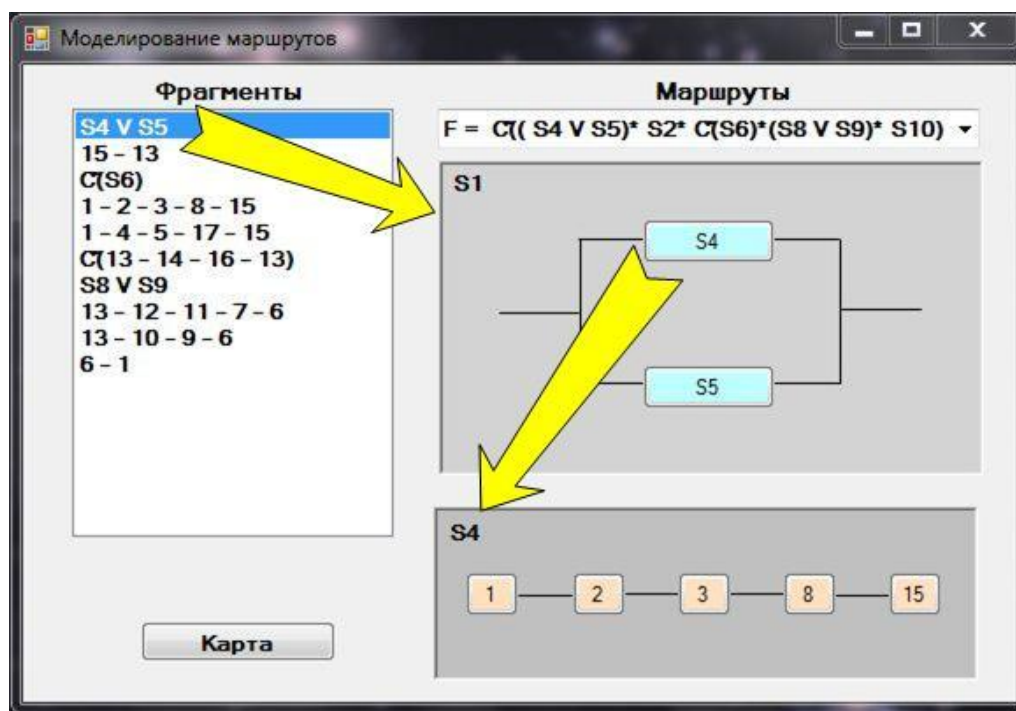 Моделирование маршрутов
Фрагменты
S4 V S5
15 – 13
C(S6)
1 – 2 – 3 – 8 – 15
1 – 4 – 5 – 17 – 15
C(13 – 14 – 16 – 13)
S8 V S9
13 – 12 – 11 – 7 – 6
13 – 10 – 9 – 6
6 – 1
Карта
Маршруты
F = C(( S4 V S5)* S2* C(S6)*(S8 V S9)* S10)
S1
S4
S5
S4
1
2
3
8
15